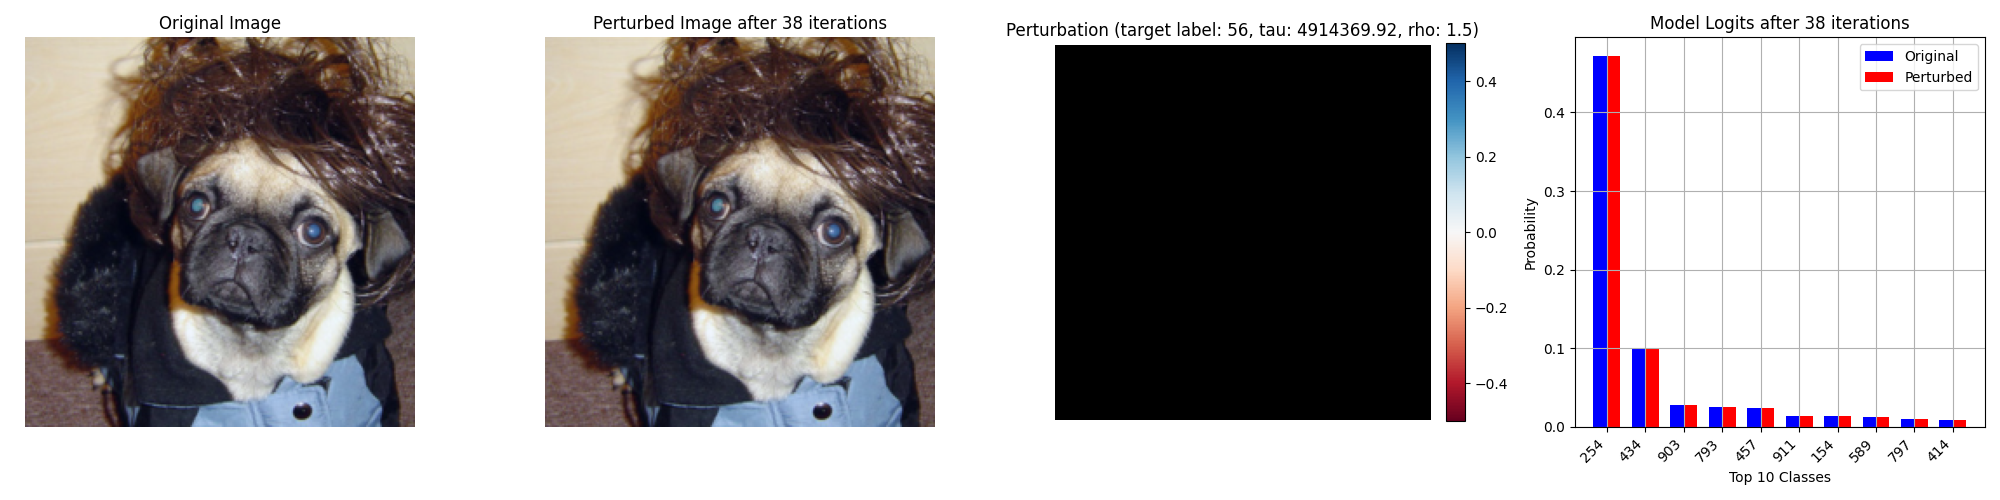 Original Image
Perturbed Image after 38 iterations
Perturbation (target label: 56, tau: 4914369.92, rho: 1.5)
0.4
0.2
0.0
−0.2
−0.4
Model Logits after 38 iterations
Original
Perturbed
Probability
0.4
0.3
0.2
0.1
0.0
254 434 903 793 457 911 154 589 797 414
Top 10 Classes